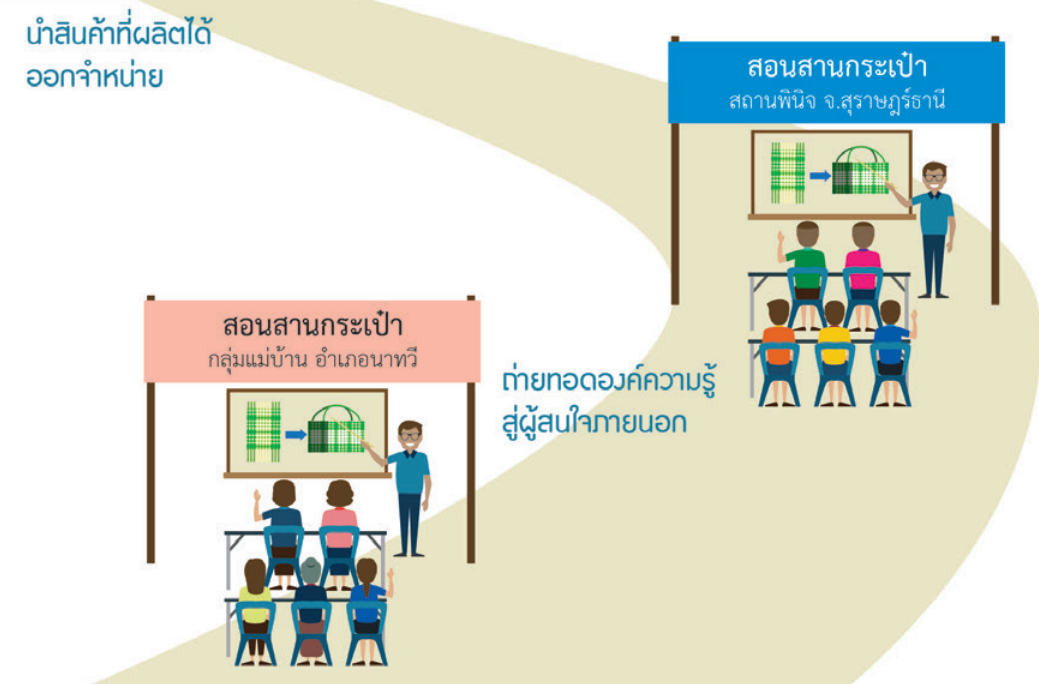 นำสินค้าที่ผลิตได้
ออกจำหน่าย
สอนสานกระเป๋า
สถานพินิจ จ.สุราษฎร์ธานี
สอนสานกระเป๋า
กลุ่มแม่บ้าน อำเภอนาทวี
ถ่ายทอดองค์ความรู้
สู่ผู้สนใจภายนอก